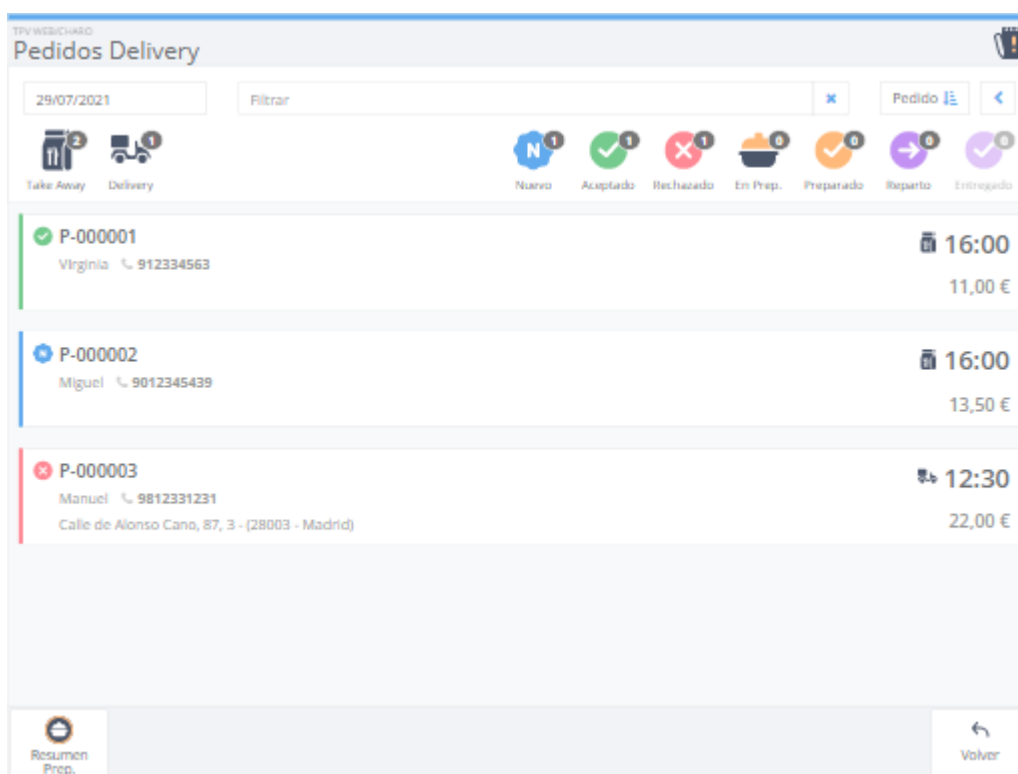 TPV WEB/CHARO
Pedidos Delivery
29/07/2021 Filtrar Pedido
2 1 N 1 1 1 0 0 0 0
Take Away Delivery Nuevo Aceptado Rechazado En Prep. Preparado Reparto Entregado
P-000001 16:00
Virginia 912334563
11,00 €
N P-000002 16:00
Miguel 9012345439
13,50 €
P-000003 12:30
Manuel 9812331231
Calle de Alonso Cano, 87, 3 - (28003 - Madrid) 22,00 €
Resumen Volver
Prep.